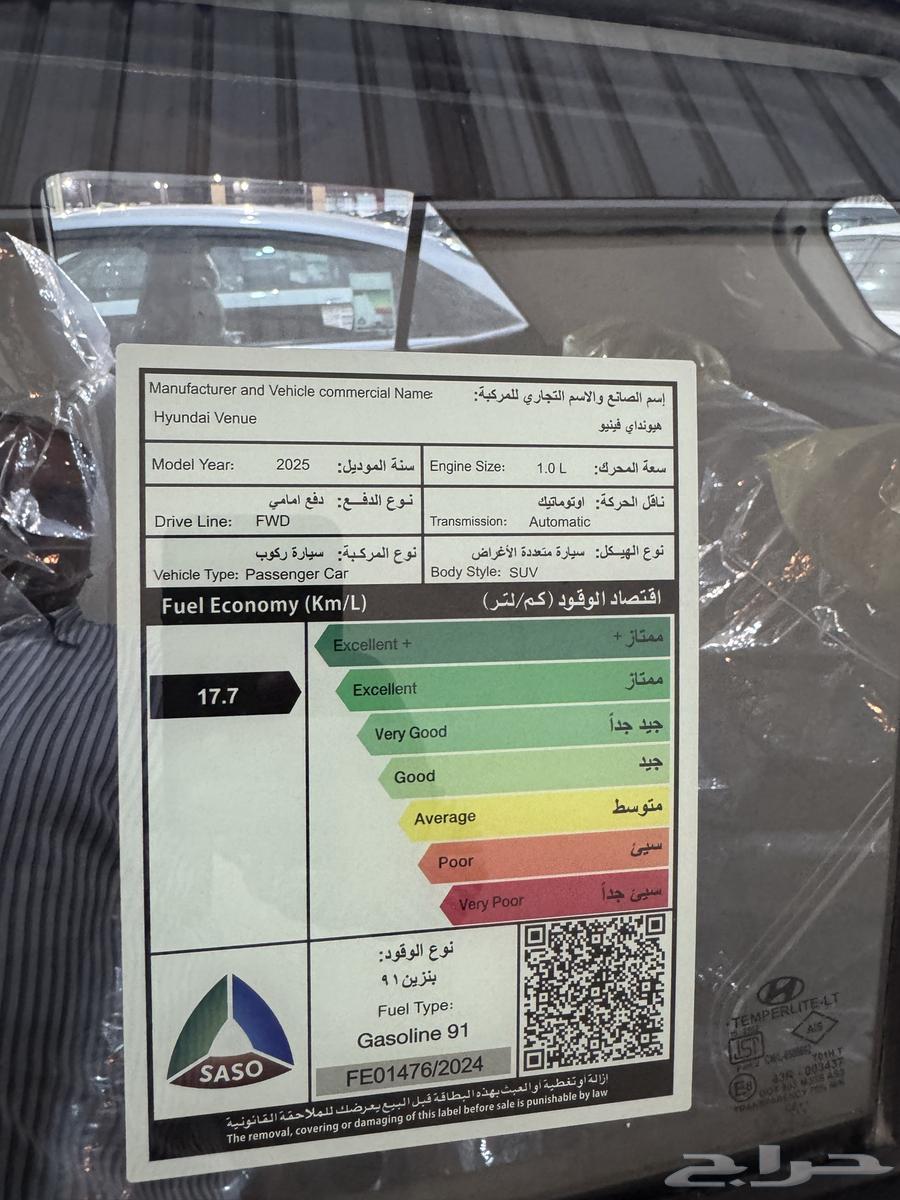 Manufacturer and Vehicle commercial Name: إسم الصانع والاسم التجاري للمركبة:
Hyundai Venue هيونداي فينيو
Model Year: 2025 سنة الموديل:
Engine Size: 1.0 L سعة المحرك:
نوع الدفع: دفع امامي
Drive Line: FWD
ناقل الحركة: اوتوماتيك
Transmission: Automatic
نوع المركبة: سيارة ركوب
Vehicle Type: Passenger Car
نوع الهيكل: سيارة متعددة الأغراض
Body Style: SUV
Fuel Economy (Km/L) اقتصاد الوقود (كم/لتر)
17.7
Excellent + ممتاز +
Excellent ممتاز
Very Good جيد جداً
Good جيد
Average متوسط
Poor سيئ
Very Poor سيئ جداً
SASO
نوع الوقود:
بنزين ٩١
Fuel Type:
Gasoline 91
FE01476/2024
إزالة أو تغطية أو العبث بهذه البطاقة قبل البيع يعرضك للملاحقة القانونية
The removal, covering or damaging of this label before sale is punishable by law
TEMPERLITE-LT
AIS
E8
43R - 003437
حراج